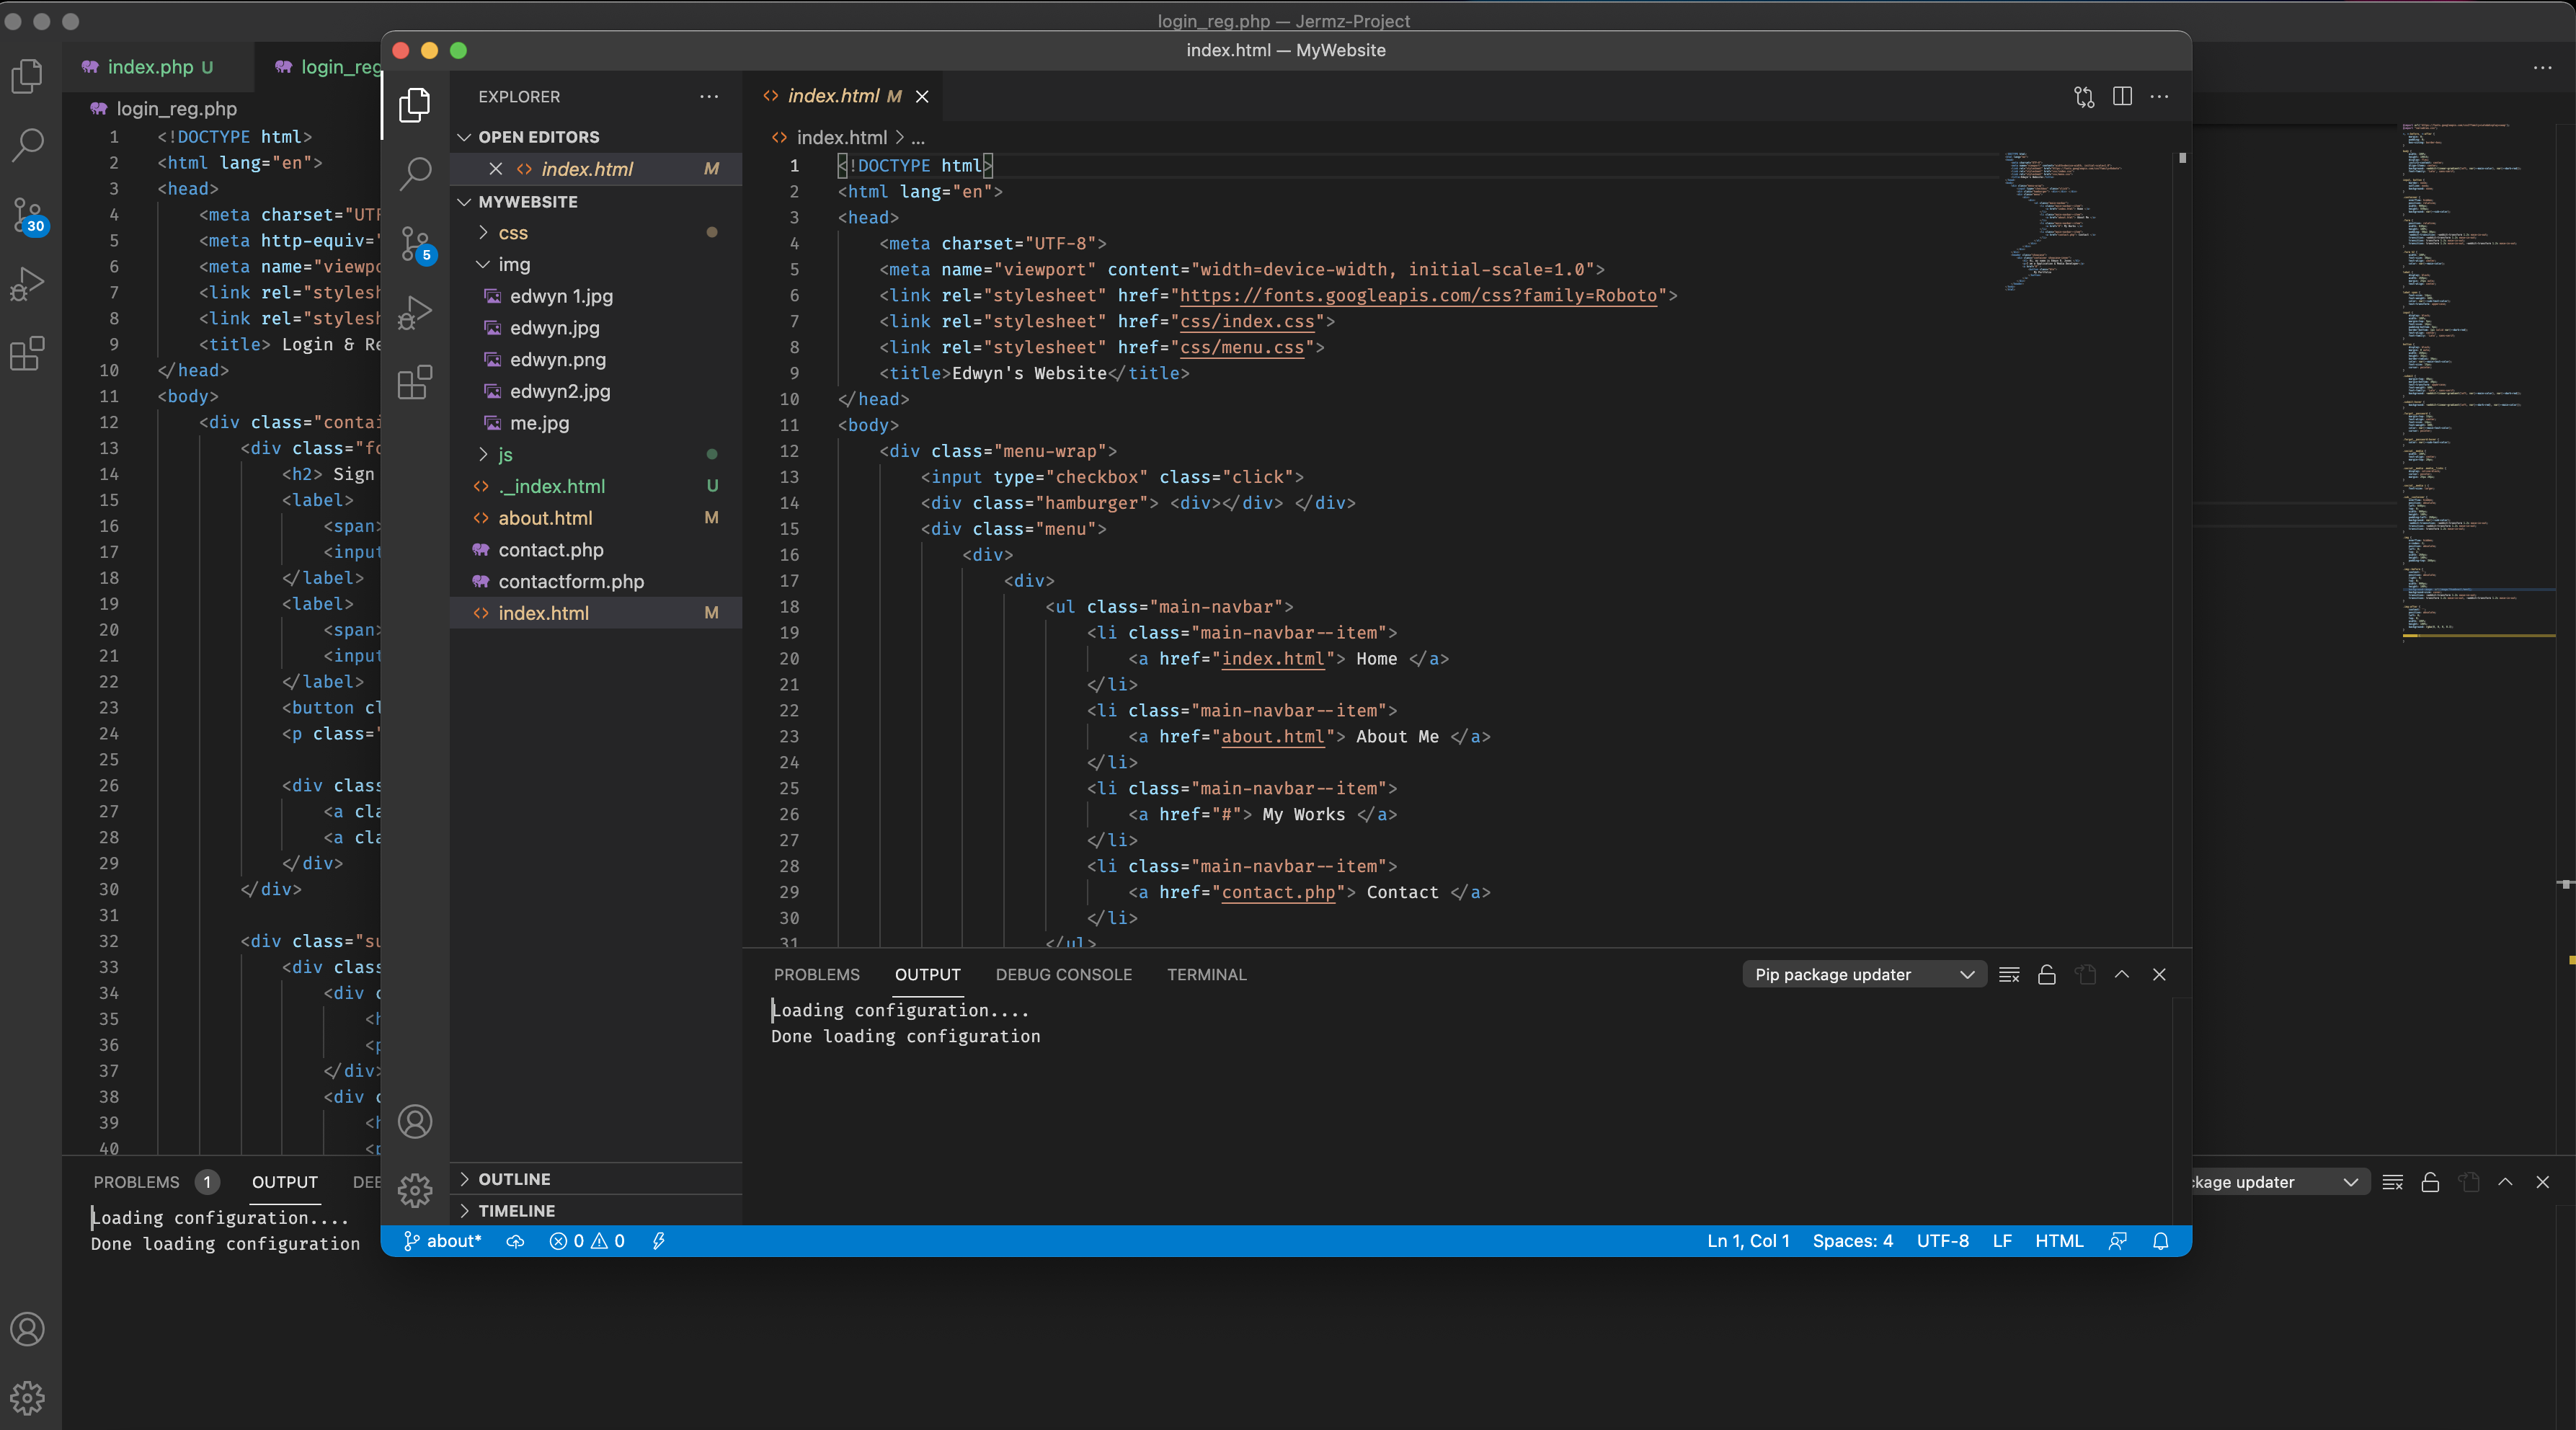 login_reg.php — Jermz-Project
index.php U
login_reg
login_reg.php
1 <!DOCTYPE html>
2 <html lang="en">
3 <head>
4 <meta charset="UTF
5 <meta http-equiv="
6 <meta name="viewpo
7 <link rel="stylesh
8 <link rel="stylesh
9 <title> Login & Re
10 </head>
11 <body>
12 <div class="contai
13 <div class="fo
14 <h2> Sign
15 <label>
16 <span>
17 <input
18 </label>
19 <label>
20 <span>
21 <input
22 </label>
23 <button cl
24 <p class="
25
26 <div class
27 <a cla
28 <a cla
29 </div>
30 </div>
31
32 <div class="su
33 <div class
34 <div c
35 <h
36 <p
37 </div>
38 <div c
39 <h
40 <p
30
PROBLEMS 1 OUTPUT DEB
Loading configuration....
Done loading configuration
ckage updater
index.html — MyWebsite
EXPLORER
OPEN EDITORS
index.html M
MYWEBSITE
css
img
edwyn 1.jpg
edwyn.jpg
edwyn.png
edwyn2.jpg
me.jpg
js
._index.html U
about.html M
contact.php
contactform.php
index.html M
5
OUTLINE
TIMELINE
index.html M
index.html > ...
1 <!DOCTYPE html>
2 <html lang="en">
3 <head>
4 <meta charset="UTF-8">
5 <meta name="viewport" content="width=device-width, initial-scale=1.0">
6 <link rel="stylesheet" href="https://fonts.googleapis.com/css?family=Roboto">
7 <link rel="stylesheet" href="css/index.css">
8 <link rel="stylesheet" href="css/menu.css">
9 <title>Edwyn's Website</title>
10 </head>
11 <body>
12 <div class="menu-wrap">
13 <input type="checkbox" class="click">
14 <div class="hamburger"> <div></div> </div>
15 <div class="menu">
16 <div>
17 <div>
18 <ul class="main-navbar">
19 <li class="main-navbar--item">
20 <a href="index.html"> Home </a>
21 </li>
22 <li class="main-navbar--item">
23 <a href="about.html"> About Me </a>
24 </li>
25 <li class="main-navbar--item">
26 <a href="#"> My Works </a>
27 </li>
28 <li class="main-navbar--item">
29 <a href="contact.php"> Contact </a>
30 </li>
31 </ul>
PROBLEMS OUTPUT DEBUG CONSOLE TERMINAL Pip package updater
Loading configuration....
Done loading configuration
about* 0 0 Ln 1, Col 1 Spaces: 4 UTF-8 LF HTML